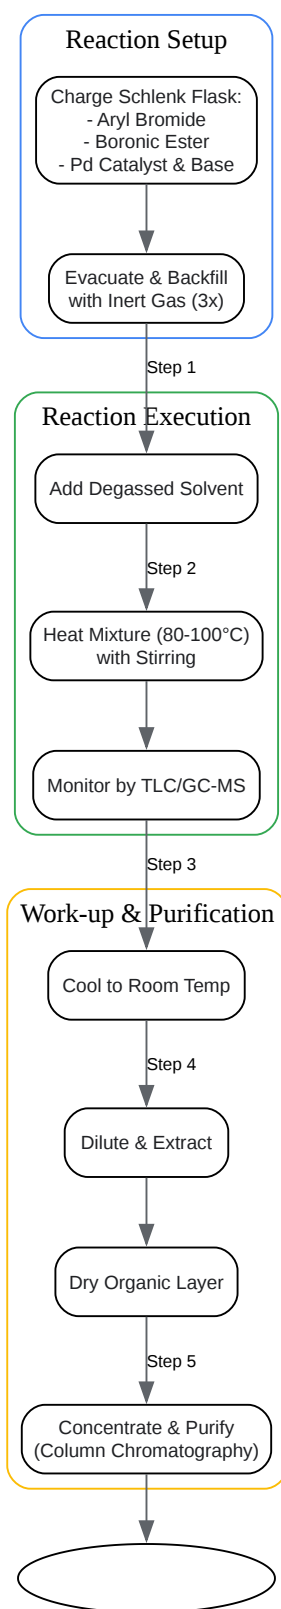 Reaction Setup
Charge Schlenk Flask:
- Aryl Bromide
- Boronic Ester
- Pd Catalyst & Base
Evacuate & Backfill
with Inert Gas (3x)
Step 1
Reaction Execution
Add Degassed Solvent
Step 2
Heat Mixture (80-100°C)
with Stirring
Monitor by TLC/GC-MS
Step 3
Work-up & Purification
Cool to Room Temp
Step 4
Dilute & Extract
Dry Organic Layer
Step 5
Concentrate & Purify
(Column Chromatography)